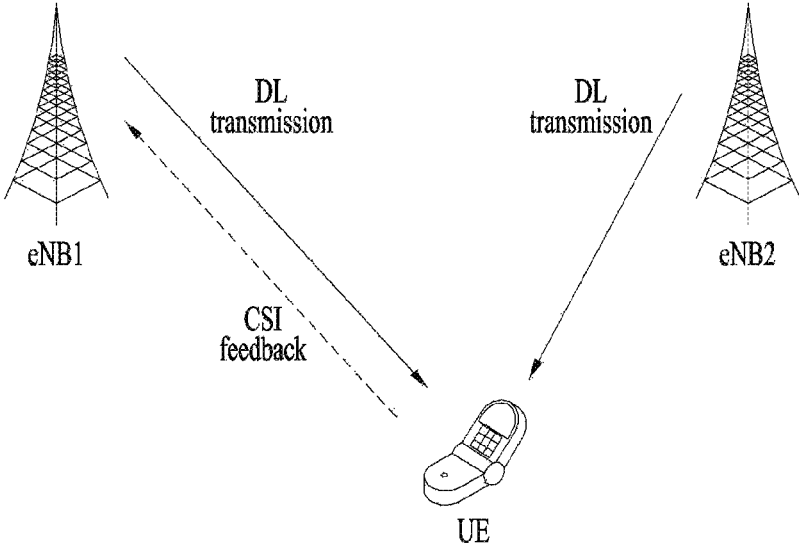 DL
transmission
DL
transmission
eNB1
eNB2
CSI
feedback
UE